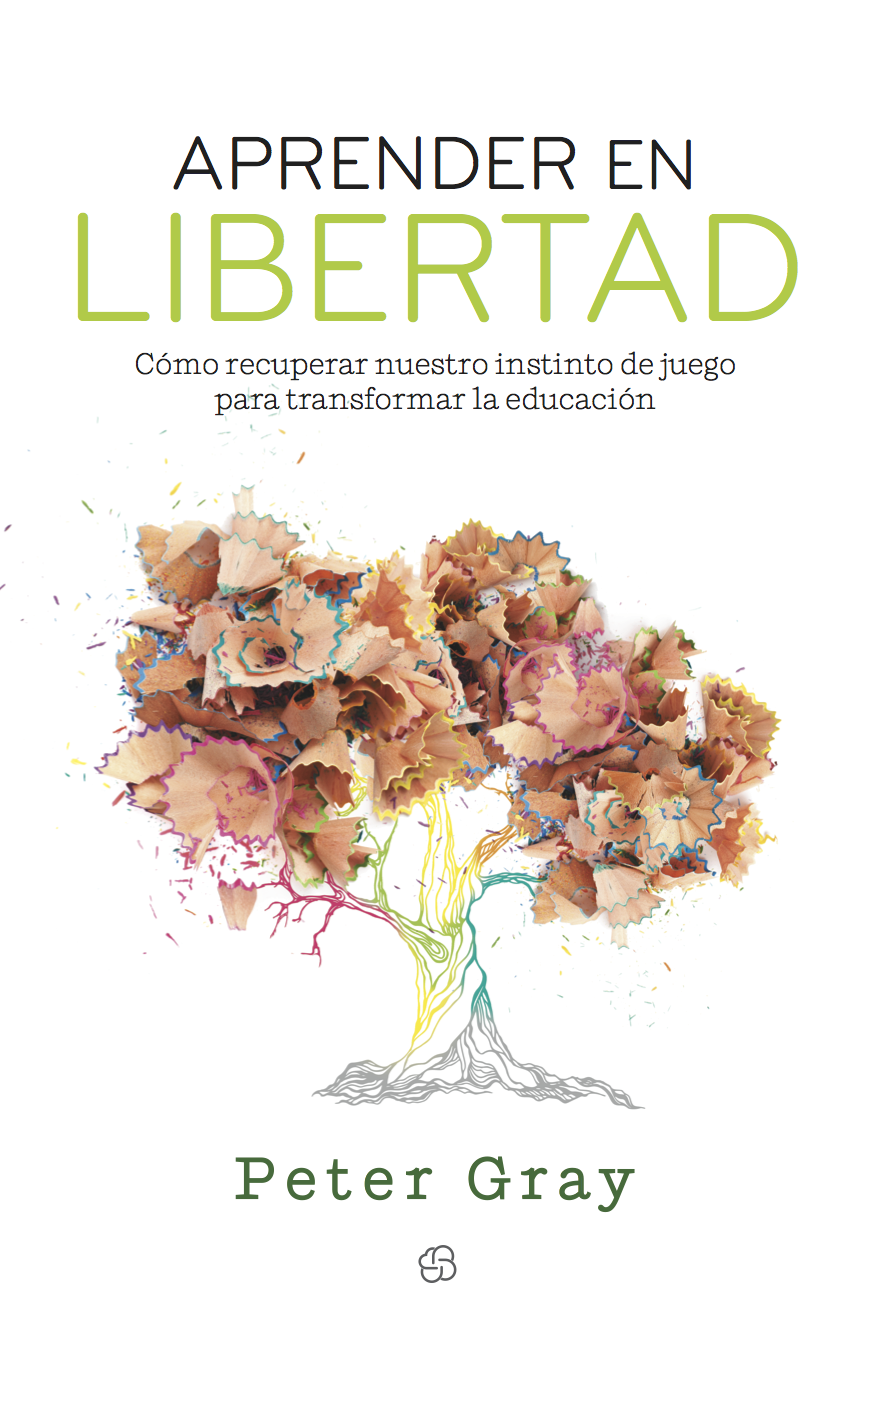 APRENDER EN
LIBERTAD
Cómo recuperar nuestro instinto de juego
para transformar la educación
Peter Gray